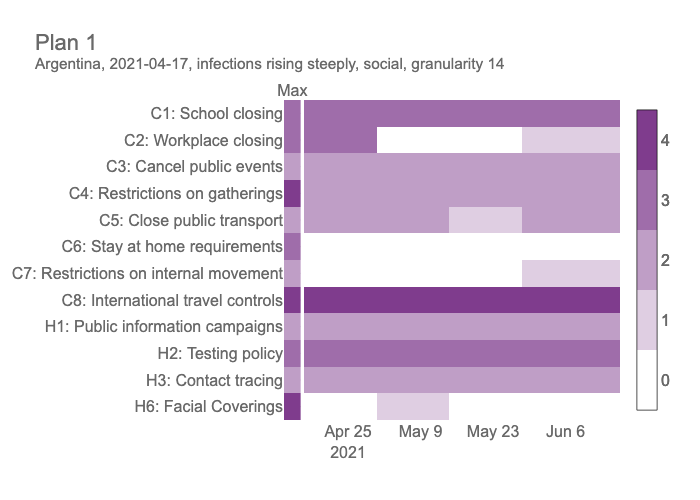 Plan 1
Argentina, 2021-04-17, infections rising steeply, social, granularity 14
Max
C1: School closing
C2: Workplace closing
C3: Cancel public events
C4: Restrictions on gatherings
C5: Close public transport
C6: Stay at home requirements
C7: Restrictions on internal movement
C8: International travel controls
H1: Public information campaigns
H2: Testing policy
H3: Contact tracing
H6: Facial Coverings
Apr 25 May 9 May 23 Jun 6
2021
4
3
2
1
0